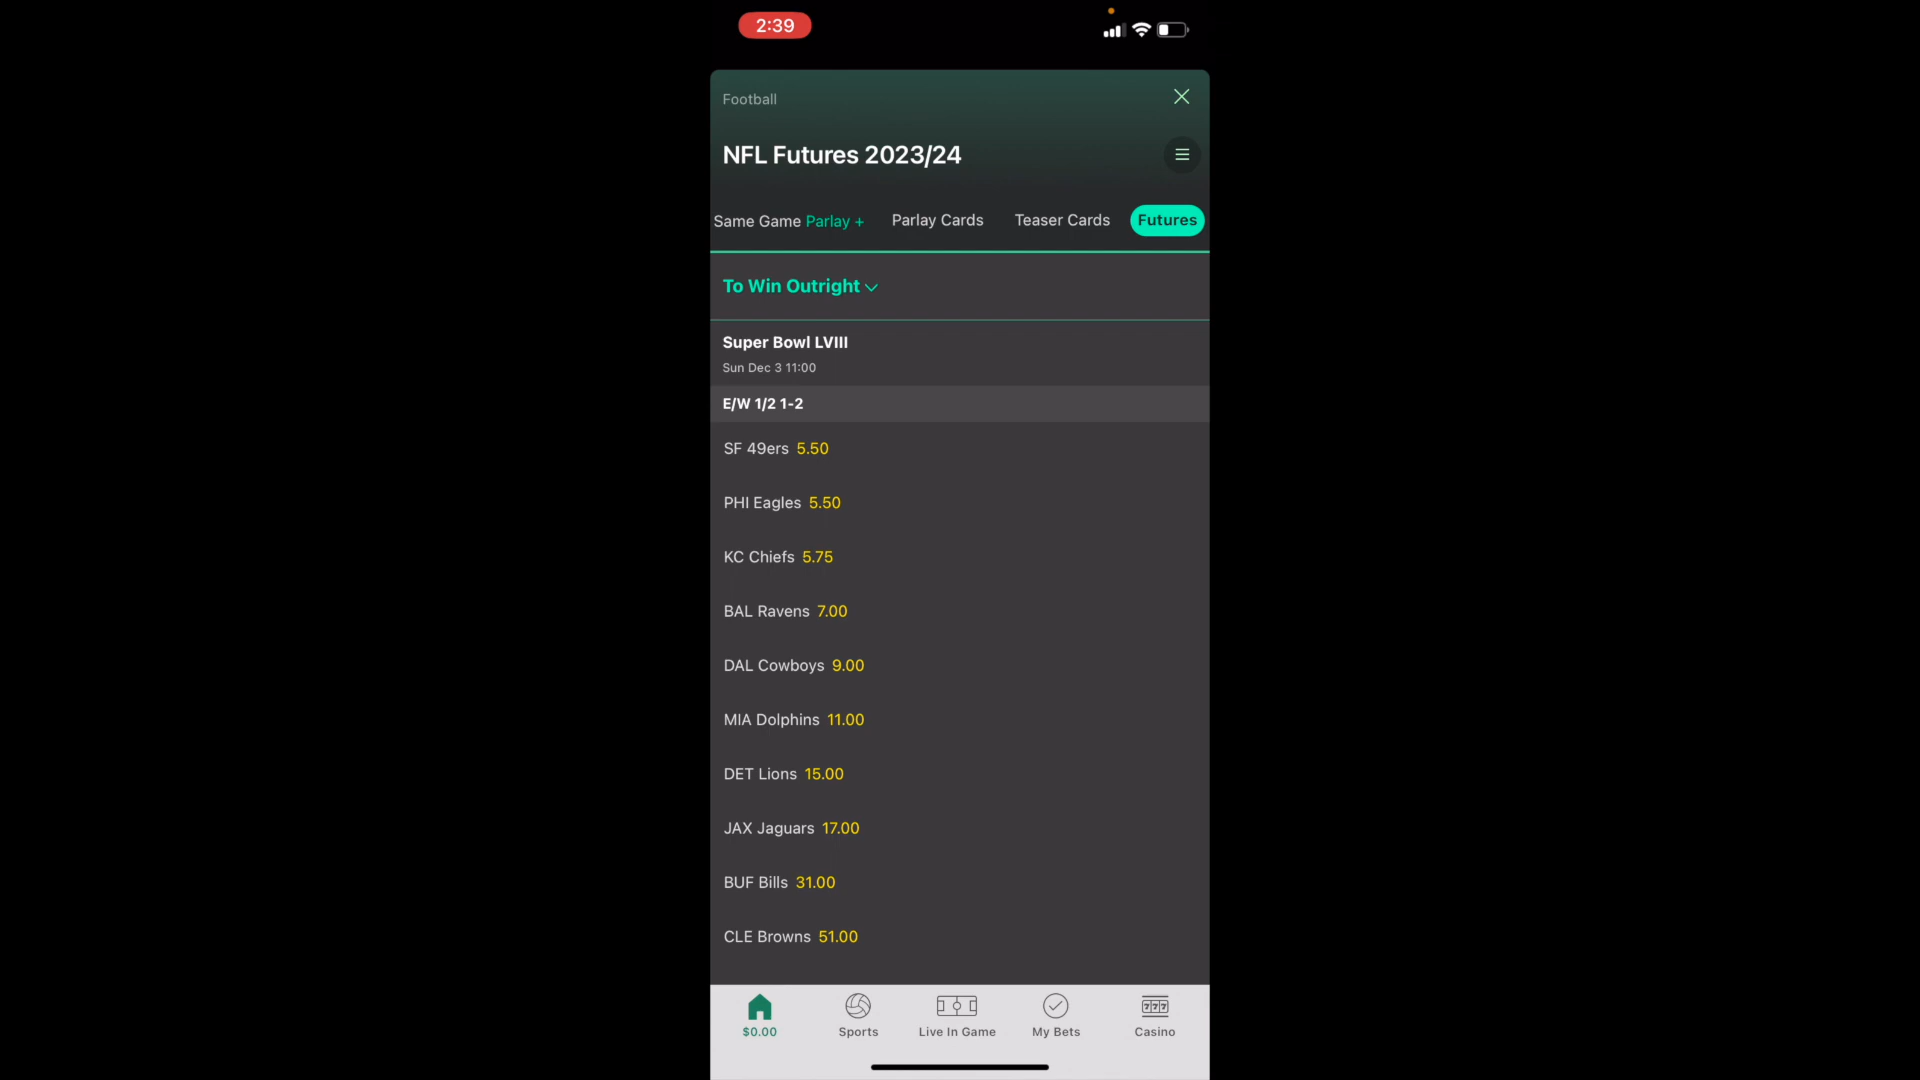 2:39
Football
NFL Futures 2023/24
Same Game Parlay + Parlay Cards Teaser Cards Futures
To Win Outright
Super Bowl LVIII
Sun Dec 3 11:00
E/W 1/2 1-2
SF 49ers 5.50
PHI Eagles 5.50
KC Chiefs 5.75
BAL Ravens 7.00
DAL Cowboys 9.00
MIA Dolphins 11.00
DET Lions 15.00
JAX Jaguars 17.00
BUF Bills 31.00
CLE Browns 51.00
777
$0.00 Sports Live In Game My Bets Casino